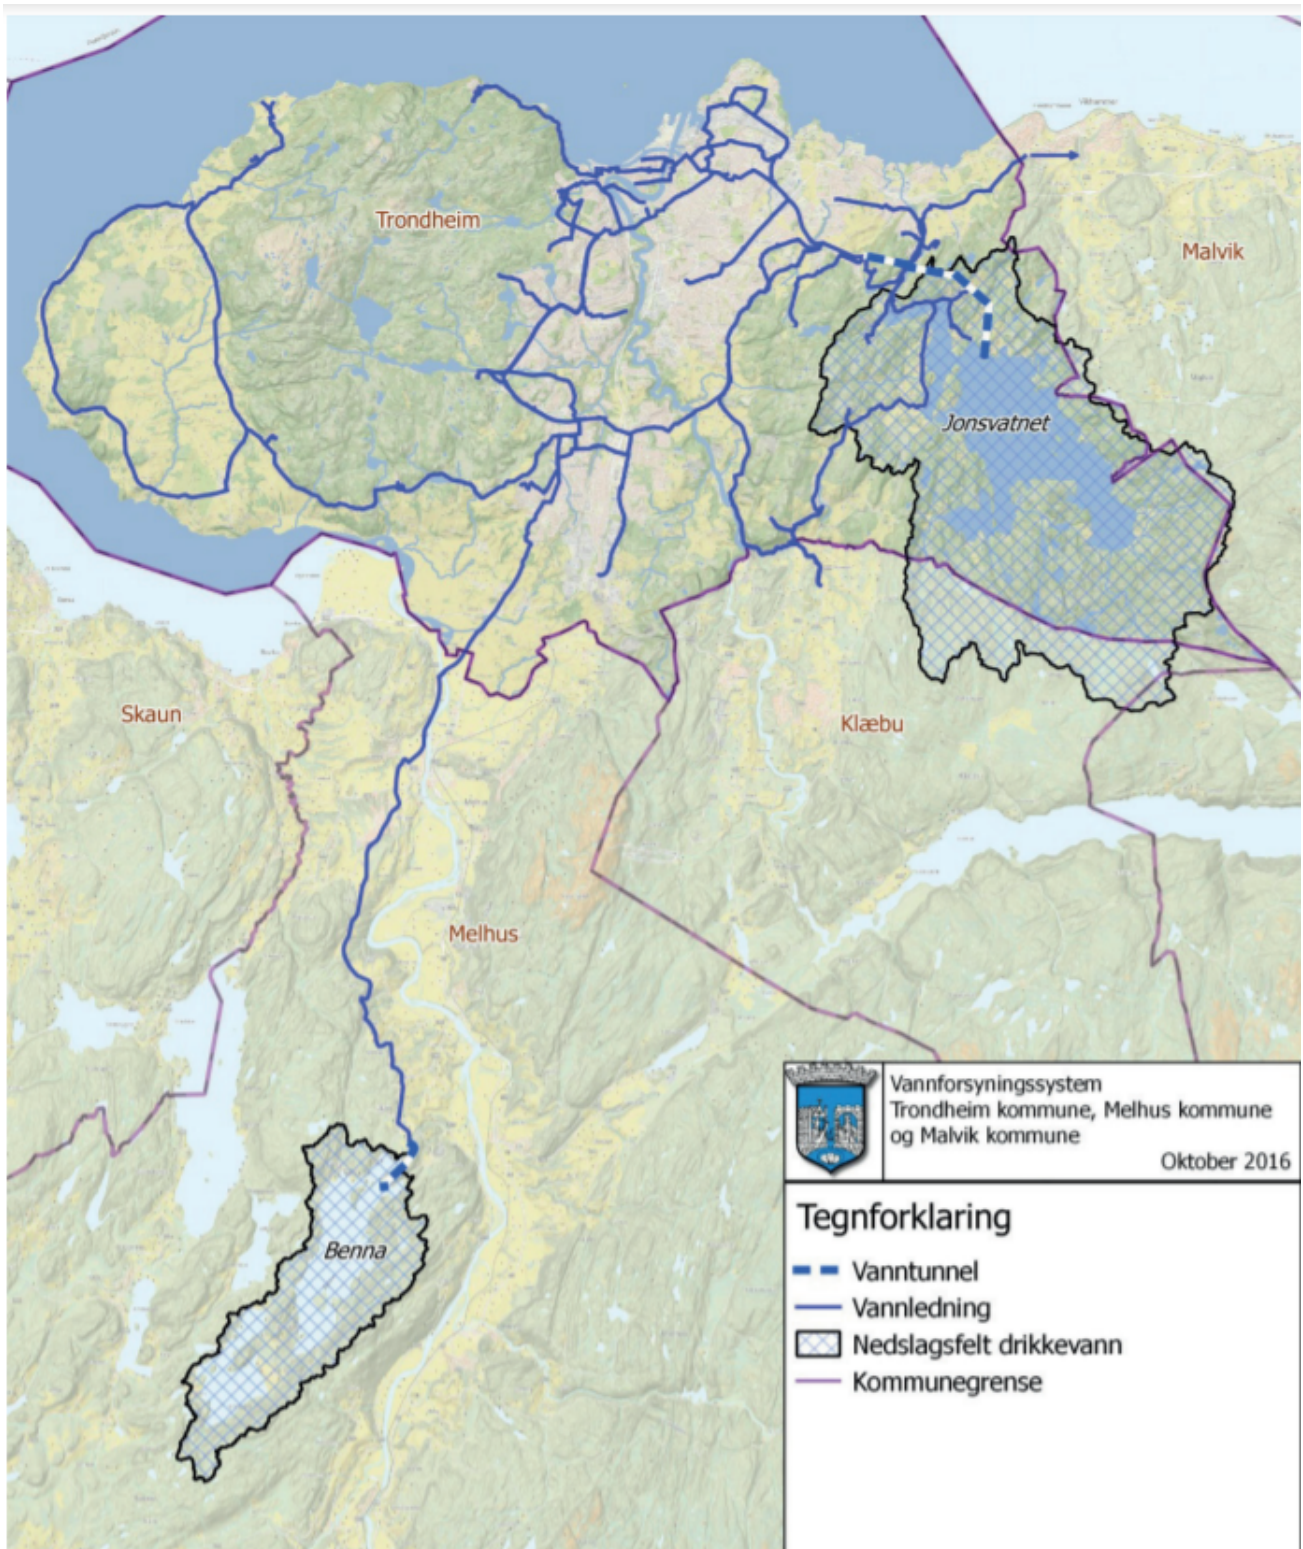 Trondheim
Malvik
Jonsvatnet
Skaun
Klæbu
Melhus
Benna
Vannforsyningssystem
Trondheim kommune, Melhus kommune
og Malvik kommune
Oktober 2016
Tegnforklaring
Vanntunnel
Vannledning
Nedslagsfelt drikkevann
Kommunegrense